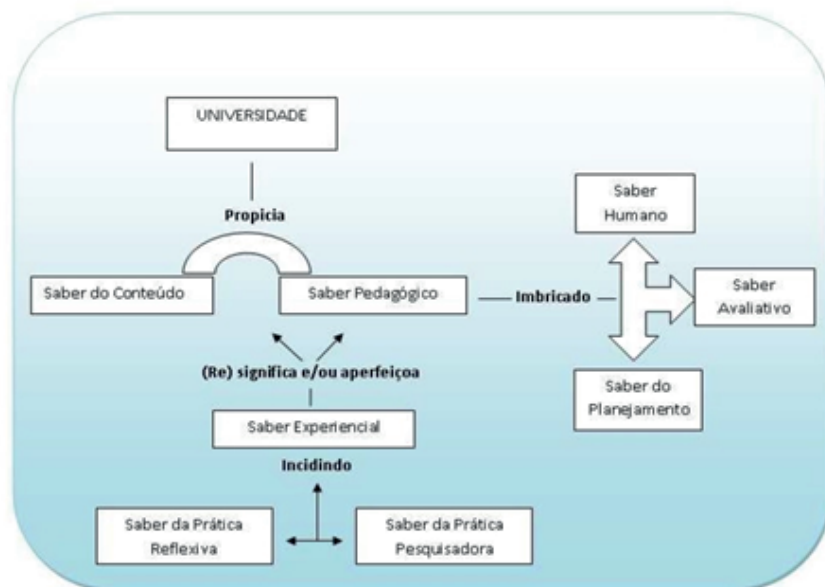 UNIVERSIDADE
Propicia
Saber do Conteúdo
Saber Pedagógico
Imbricado
Saber
Humano
Saber
Avaliativo
Saber do
Planejamento
(Re) significa e/ou aperfeiçoa
Saber Experiencial
Incidindo
Saber da Prática
Reflexiva
Saber da Prática
Pesquisadora